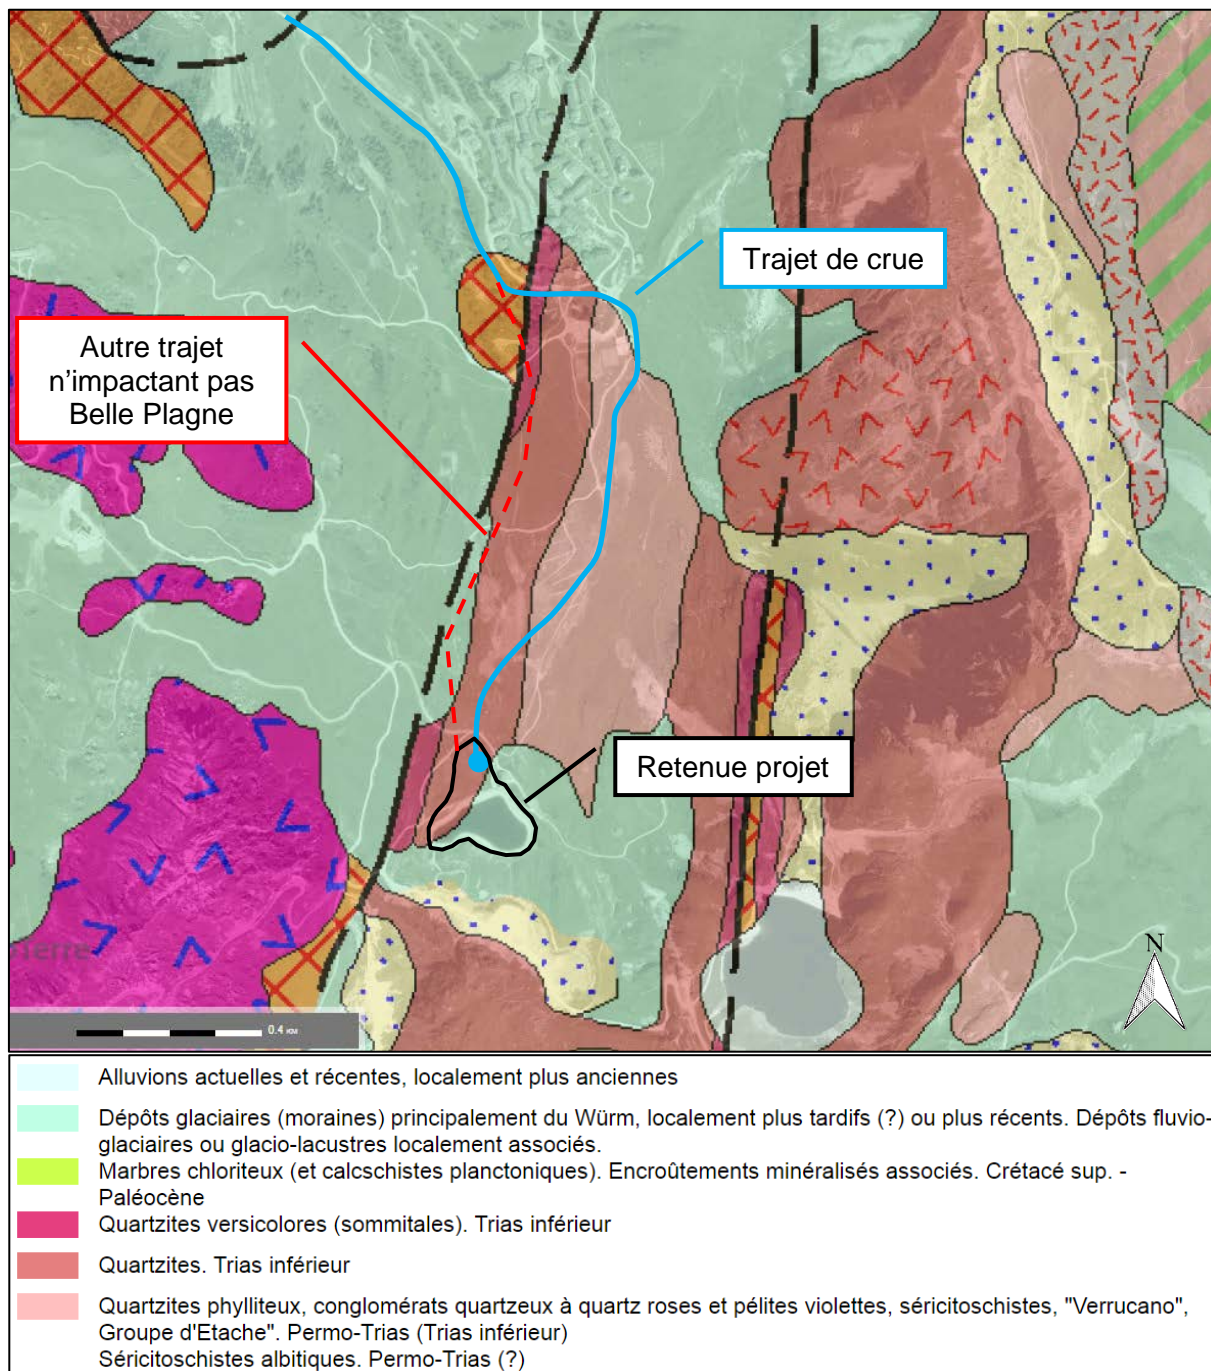 Trajet de crue
Autre trajet
n'impactant pas
Belle Plagne
Retenue projet
N
0.4 км
Alluvions actuelles et récentes, localement plus anciennes
Dépôts glaciaires (moraines) principalement du Würm, localement plus tardifs (?) ou plus récents. Dépôts fluvio-
glaciaires ou glacio-lacustres localement associés.
Marbres chloriteux (et calcschistes planctoniques). Encroûtements minéralisés associés. Crétacé sup. -
Paléocène
Quartzites versicolores (sommitales). Trias inférieur
Quartzites. Trias inférieur
Quartzites phylliteux, conglomérats quartzeux à quartz roses et pélites violettes, séricitoschistes, "Verrucano",
Groupe d'Etache". Permo-Trias (Trias inférieur)
Séricitoschistes albitiques. Permo-Trias (?)